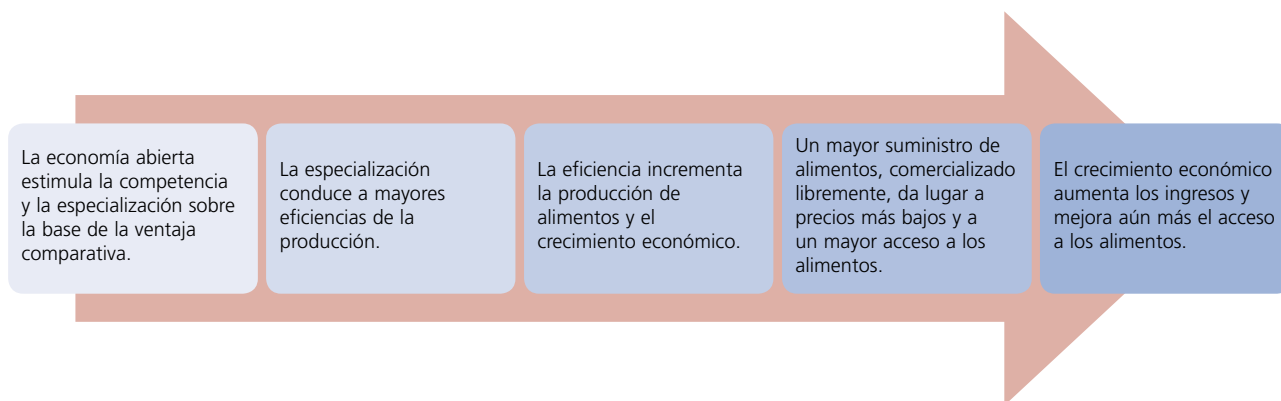 La economía abierta
estimula la competencia
y la especialización sobre
la base de la ventaja
comparativa.
La especialización
conduce a mayores
eficiencias de la
producción.
La eficiencia incrementa
la producción de
alimentos y el
crecimiento económico.
Un mayor suministro de
alimentos, comercializado
libremente, da lugar a
precios más bajos y a
un mayor acceso a los
alimentos.
El crecimiento económico
aumenta los ingresos y
mejora aún más el acceso
a los alimentos.